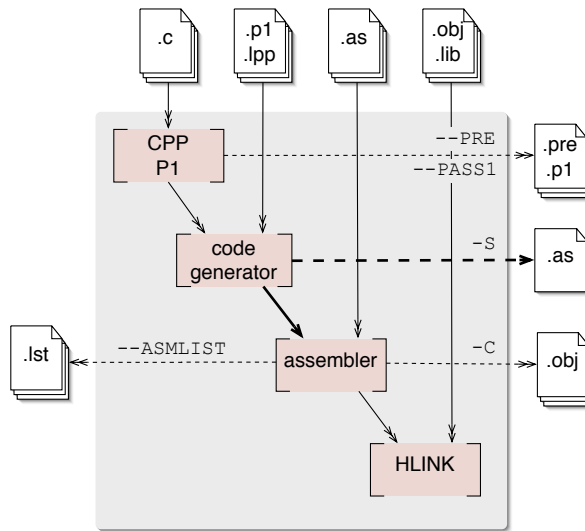 .c
.p1
.lpp
.as
.obj
.lib
CPP
P1
--PRE
--PASS1
.pre
.p1
code
generator
-S
.as
.lst
--ASMLIST
assembler
-C
.obj
HLINK